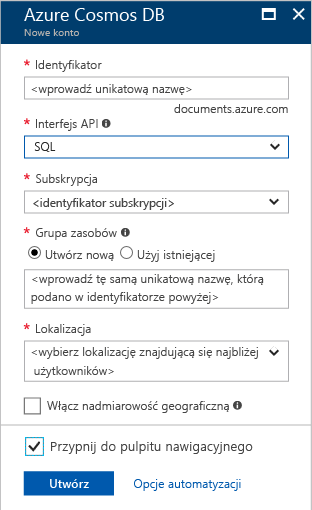 Azure Cosmos DB
Nowe konto
* Identyfikator
<wprowadź unikatową nazwę>
documents.azure.com
* Interfejs API
SQL
* Subskrypcja
<identyfikator subskrypcji>
* Grupa zasobów
Utwórz nową Użyj istniejącej
<wprowadź tę samą unikatową nazwę, którą
podano w identyfikatorze powyżej>
* Lokalizacja
<wybierz lokalizację znajdującą się najbliżej
użytkowników>
Włącz nadmiarowość geograficzną
Przypnij do pulpitu nawigacyjnego
Utwórz Opcje automatyzacji